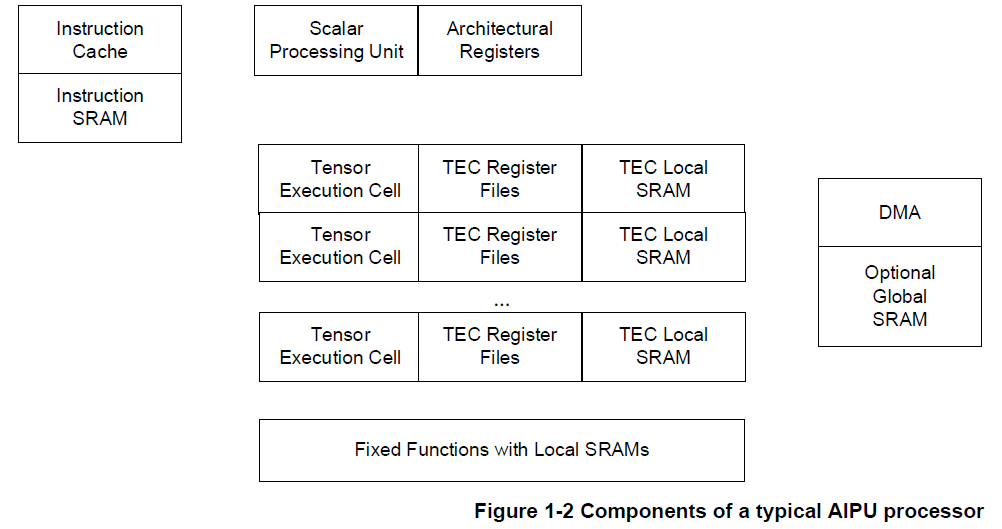 Instruction
Cache
Instruction
SRAM
Scalar
Processing Unit
Architectural
Registers
Tensor
Execution Cell
TEC Register
Files
TEC Local
SRAM
Tensor
Execution Cell
TEC Register
Files
TEC Local
SRAM
...
Tensor
Execution Cell
TEC Register
Files
TEC Local
SRAM
DMA
Optional
Global
SRAM
Fixed Functions with Local SRAMs
Figure 1-2 Components of a typical AIPU processor